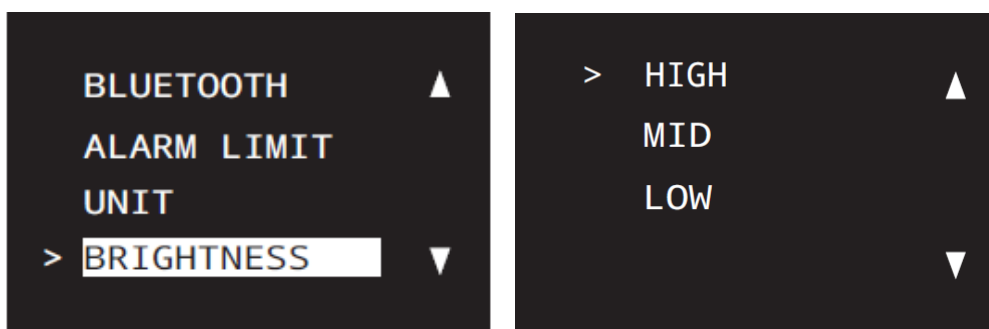 BLUETOOTH ▲
ALARM LIMIT
UNIT
> BRIGHTNESS ▼
> HIGH ▲
MID
LOW
▼